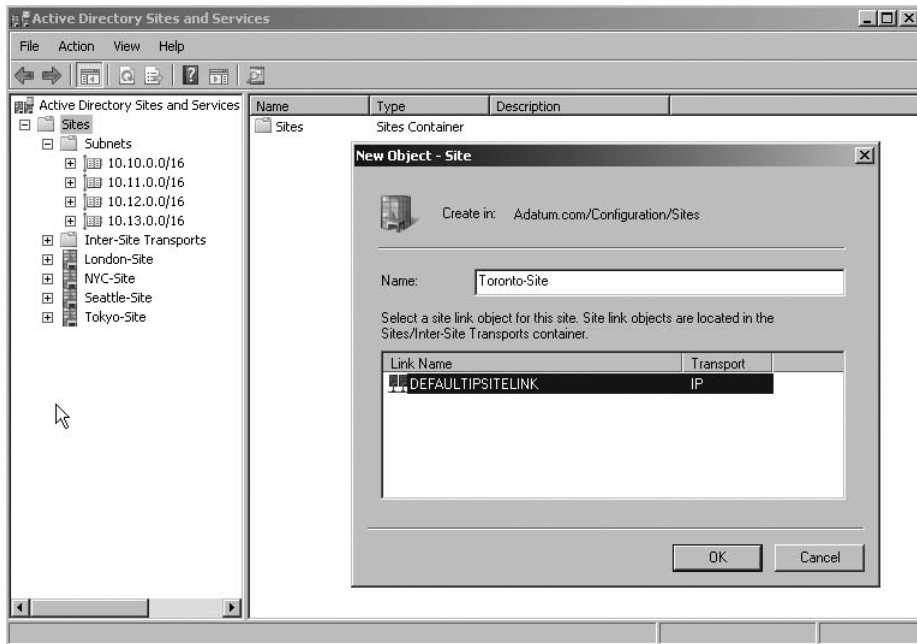 Active Directory Sites and Services
File Action View Help
Active Directory Sites and Services
Sites
Subnets
10.10.0.0/16
10.11.0.0/16
10.12.0.0/16
10.13.0.0/16
Inter-Site Transports
London-Site
NYC-Site
Seattle-Site
Tokyo-Site
Name Type Description
Sites Sites Container
New Object - Site
Create in: Adatum.com/Configuration/Sites
Name: Toronto-Site
Select a site link object for this site. Site link objects are located in the
Sites/Inter-Site Transports container.
Link Name Transport
DEFAULTIPSITELINK IP
OK Cancel